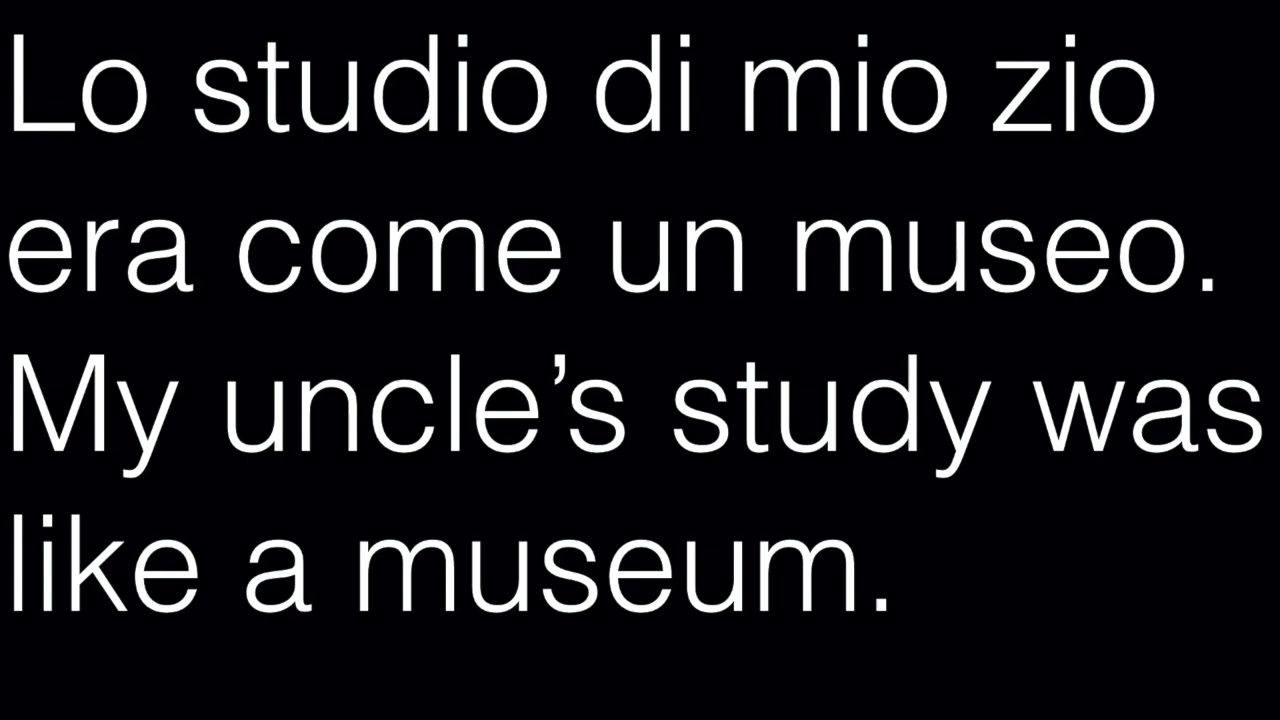 Lo studio di mio zio
era come un museo.
My uncle’s study was
like a museum.